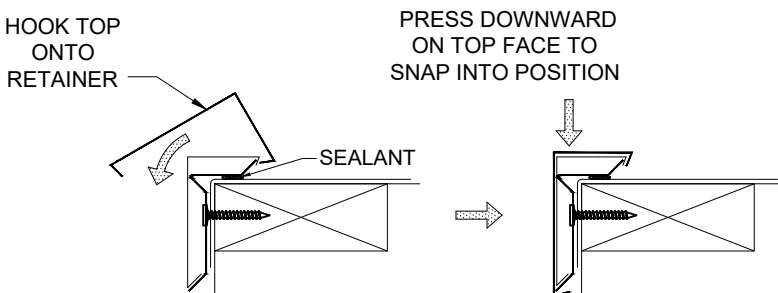 HOOK TOP
ONTO
RETAINER
PRESS DOWNWARD
ON TOP FACE TO
SNAP INTO POSITION
SEALANT